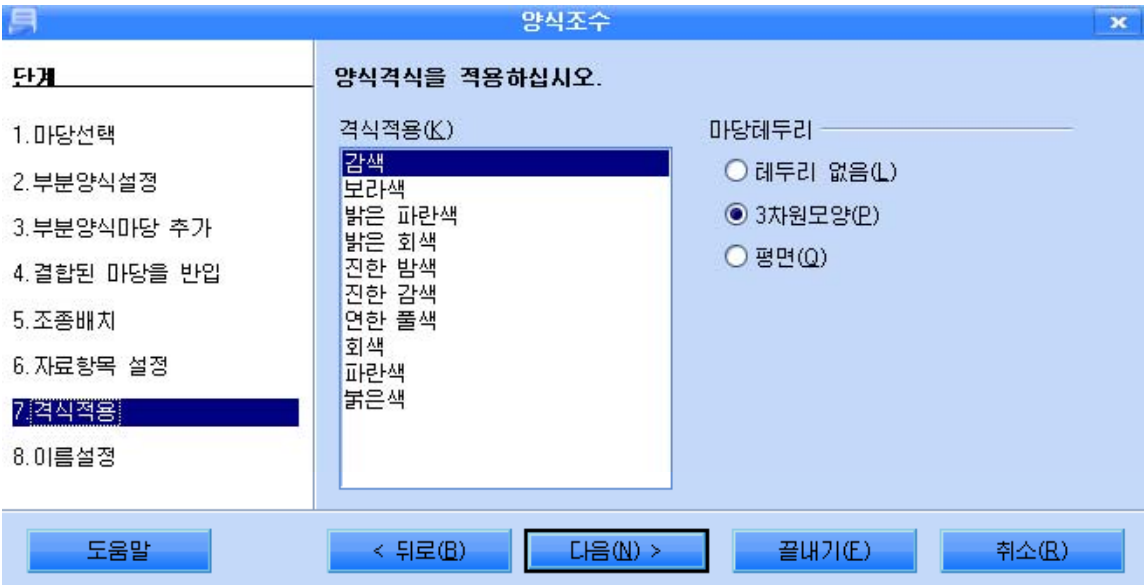 양식조수
단계
1.마당선택
2.부분양식설정
3.부분양식마당 추가
4.결합된 마당을 반입
5.조종배치
6.자료항목 설정
7.격식적용
8.이름설정
양식격식을 적용하십시오.
격식적용(K)
감색
보라색
밝은 파란색
밝은 회색
진한 밤색
진한 감색
연한 풀색
회색
파란색
붉은색
마당테두리
테두리 없음(L)
3차원모양(P)
평면(Q)
도움말
< 뒤로(B)
다음(N) >
끝내기(F)
취소(R)